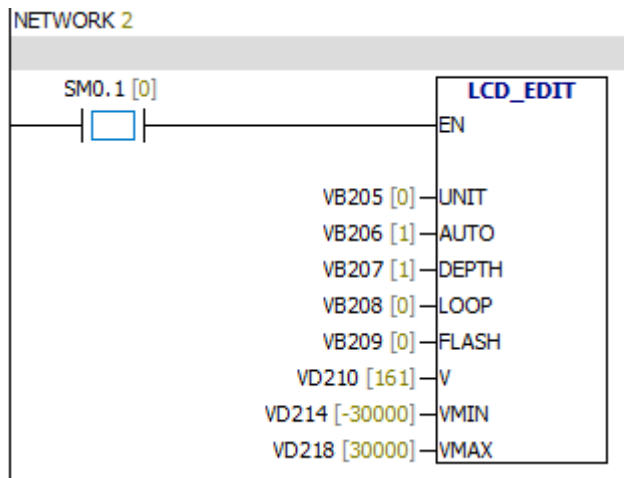 NETWORK 2
SM0.1 [0]
LCD_EDIT
EN
VB205 [0] UNIT
VB206 [1] AUTO
VB207 [1] DEPTH
VB208 [0] LOOP
VB209 [0] FLASH
VD210 [161] V
VD214 [-30000] VMIN
VD218 [30000] VMAX